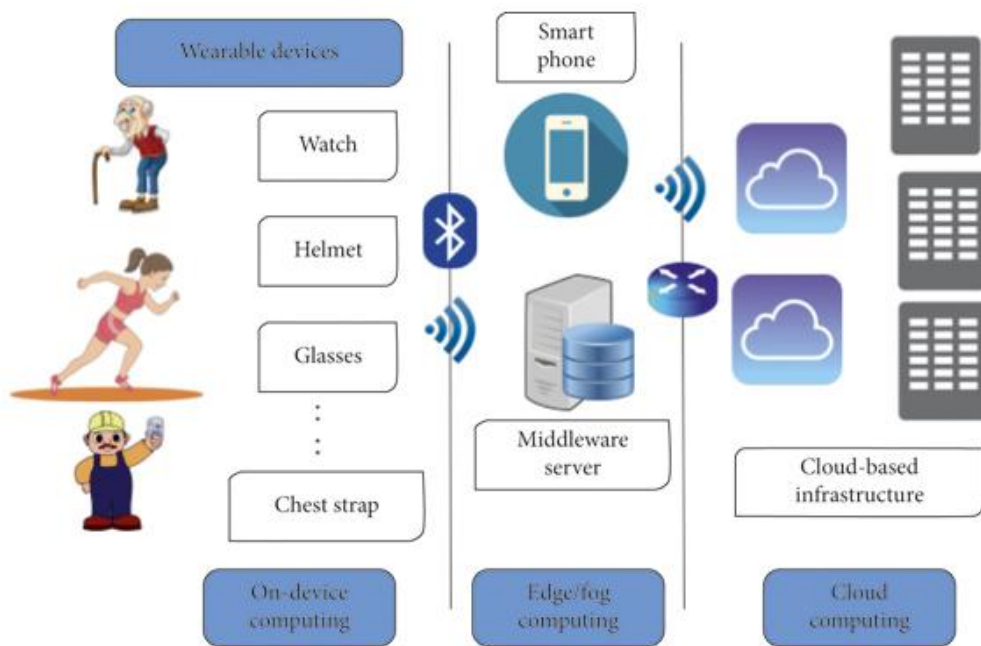 Wearable devices
Watch
Helmet
Glasses
Chest strap
On-device
computing
Smart
phone
Middleware
server
Edge/fog
computing
Cloud-based
infrastructure
Cloud
computing